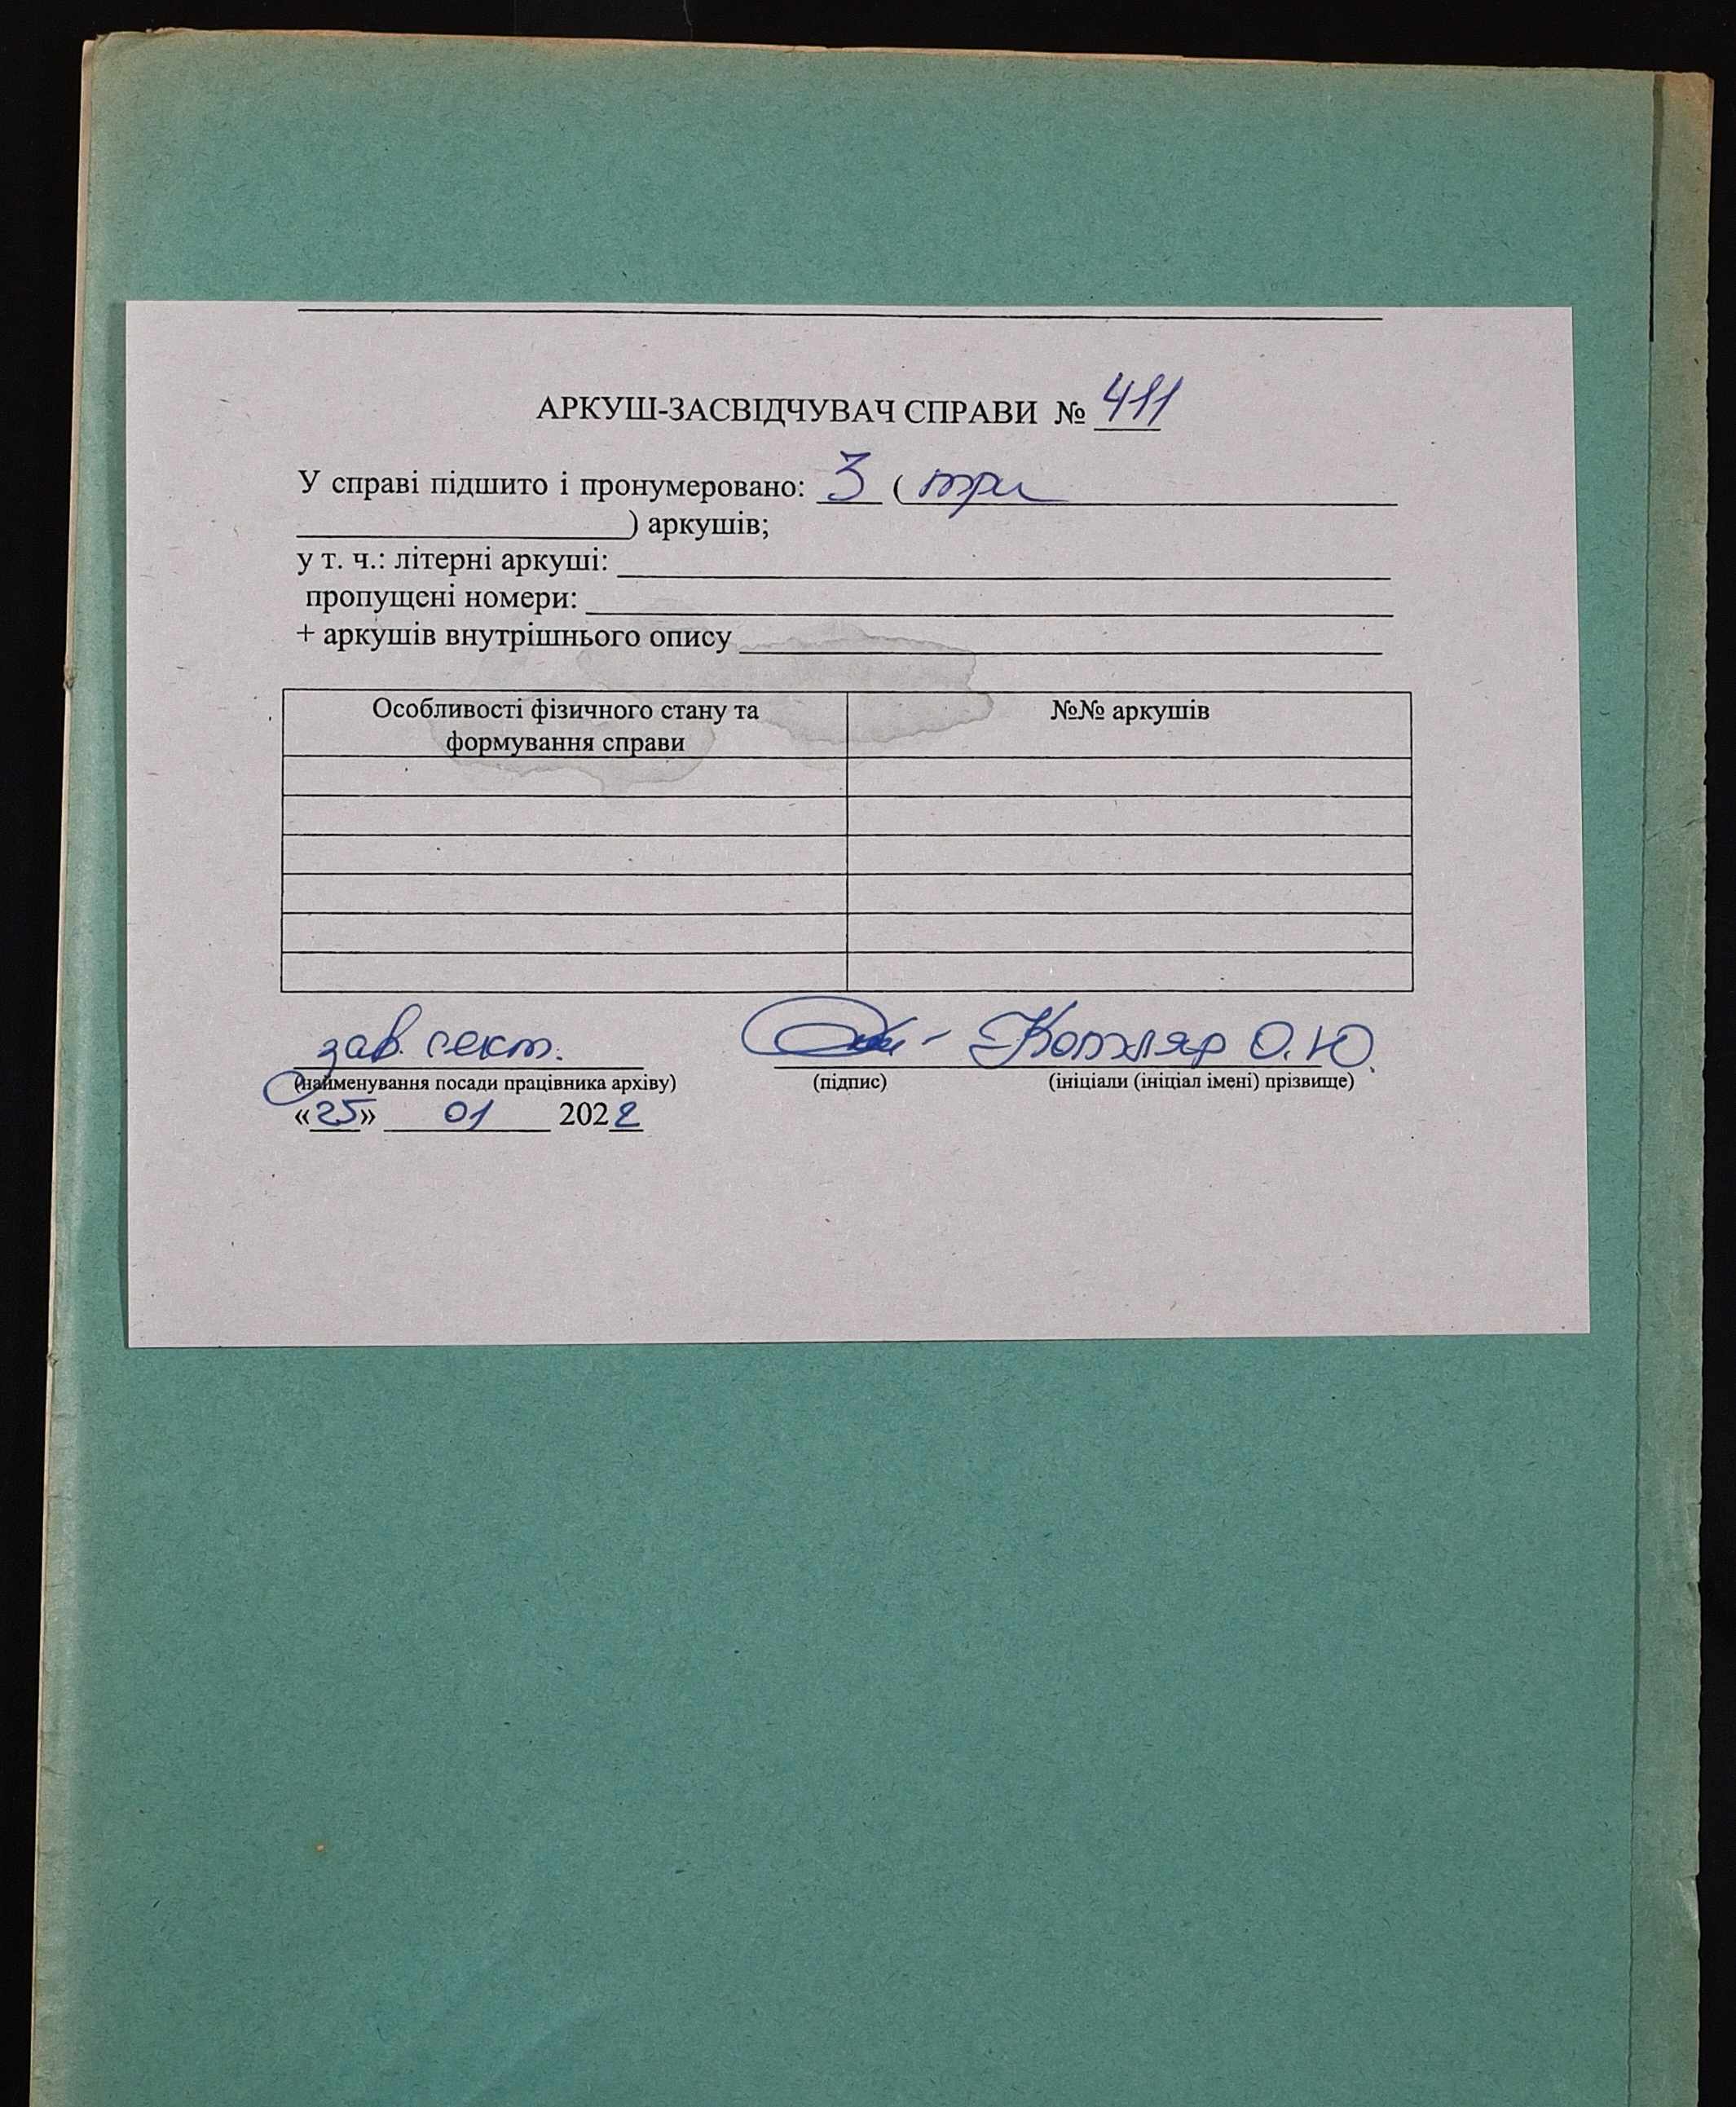 АРКУШ-ЗАСВІДЧУВАЧ СПРАВИ № 411
У справі підшито і пронумеровано: 3 ( три
) аркушів;
у т. ч.: літерні аркуші:
пропущені номери:
+ аркушів внутрішнього опису
Особливості фізичного стану та
формування справи
№№ аркушів
зав. сект. Котляр О.Ю.
(найменування посади працівника архіву) (підпис) (ініціали (ініціал імені) прізвище)
«25» 01 2022